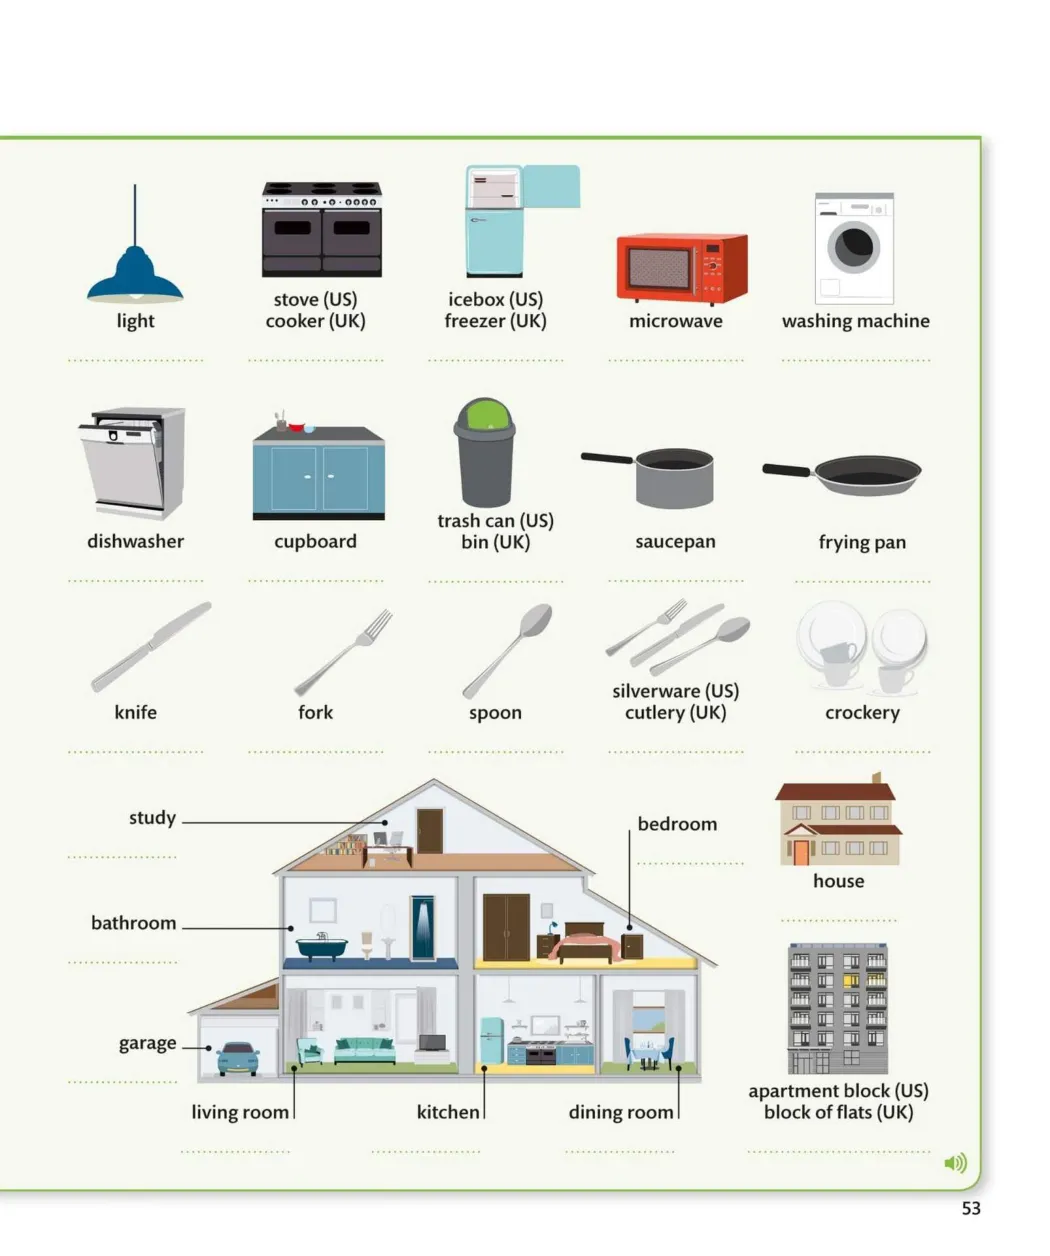 light
stove (US)
cooker (UK)
icebox (US)
freezer (UK)
microwave
washing machine
dishwasher
cupboard
trash can (US)
bin (UK)
saucepan
frying pan
knife
fork
spoon
silverware (US)
cutlery (UK)
crockery
study
bedroom
house
bathroom
garage
living room
kitchen
dining room
apartment block (US)
block of flats (UK)
53